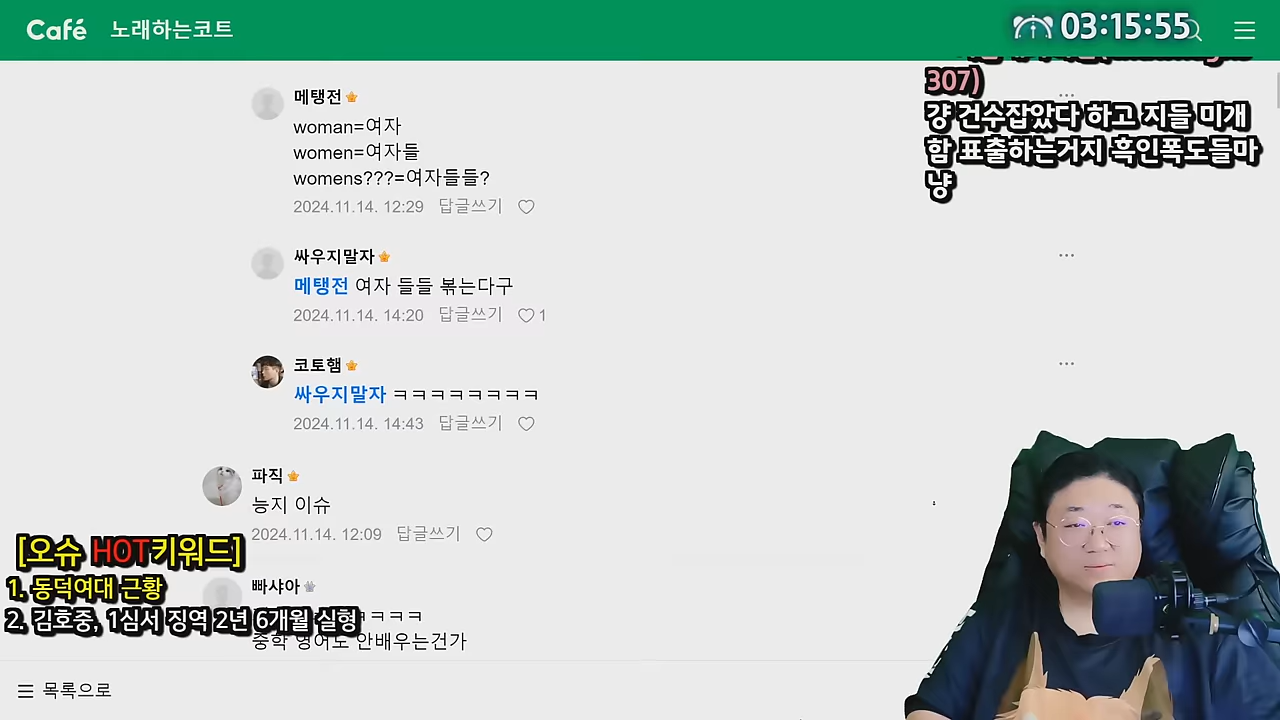 Café 노래하는코트
03:15:55
307)
걍 건수잡았다 하고 지들 미개
함 표출하는거지 흑인폭도들마
냥
메탱전
woman=여자
women=여자들
womens???=여자들들?
2024.11.14. 12:29 답글쓰기
싸우지말자
메탱전 여자 들들 볶는다구
2024.11.14. 14:20 답글쓰기 1
코토햄
싸우지말자 ㅋㅋㅋㅋㅋㅋㅋㅋ
2024.11.14. 14:43 답글쓰기
파직
능지 이슈
2024.11.14. 12:09 답글쓰기
[오슈 HOT키워드]
1. 동덕여대 근황
2. 김호중, 1심서 징역 2년 6개월 실형
빠샤아
ㅋㅋㅋ
중학 영어도 안배우는건가
목록으로